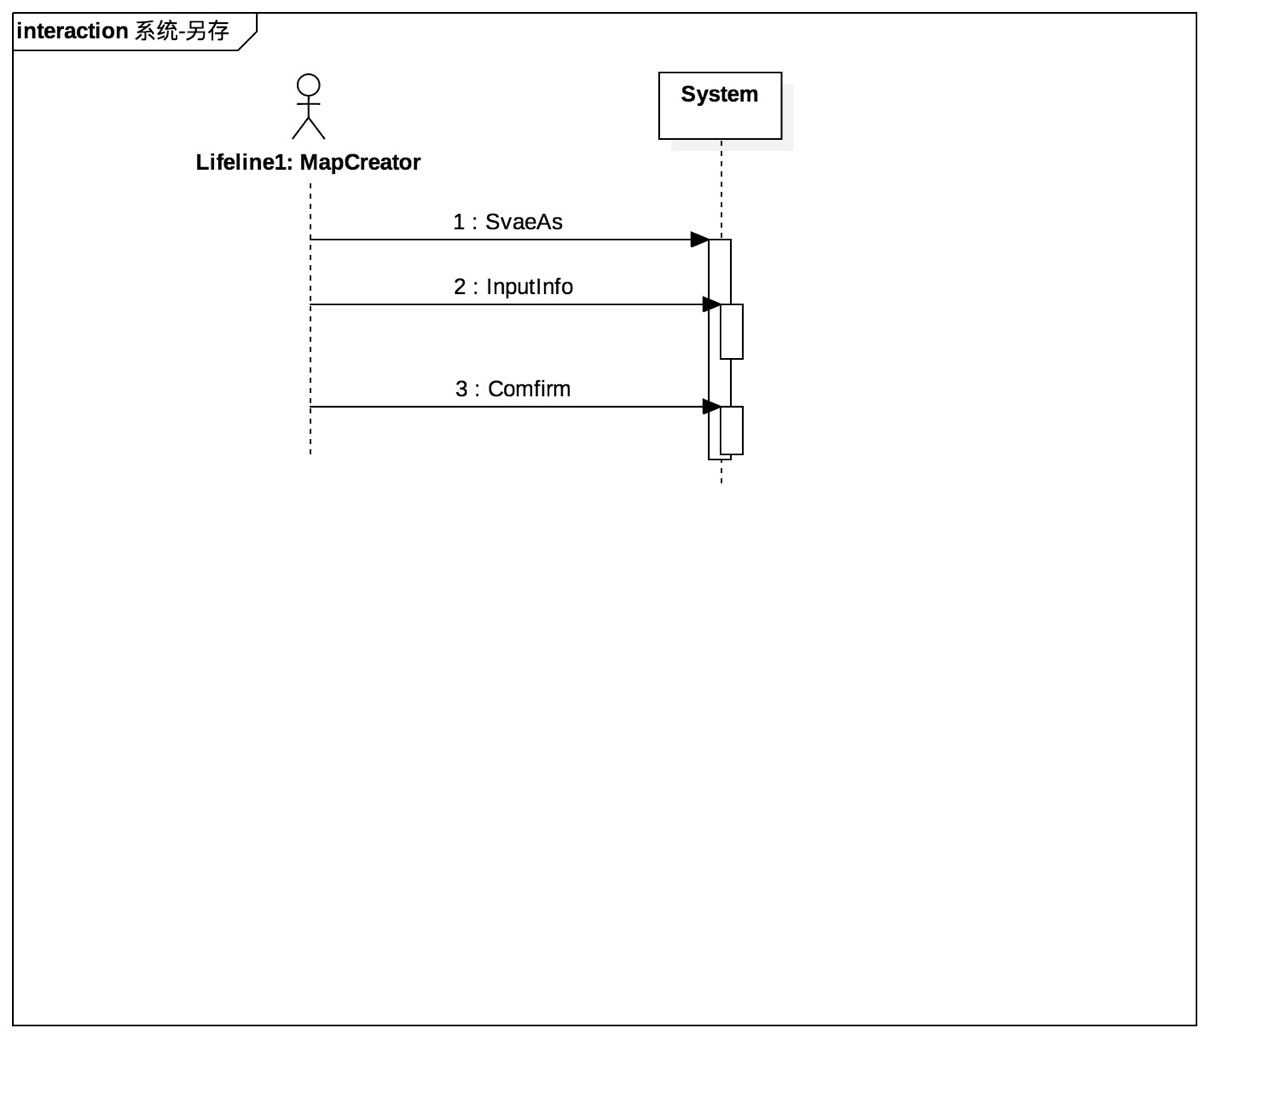 interaction 系统-另存
System
Lifeline1: MapCreator
1 : SvaeAs
2 : InputInfo
3 : Comfirm